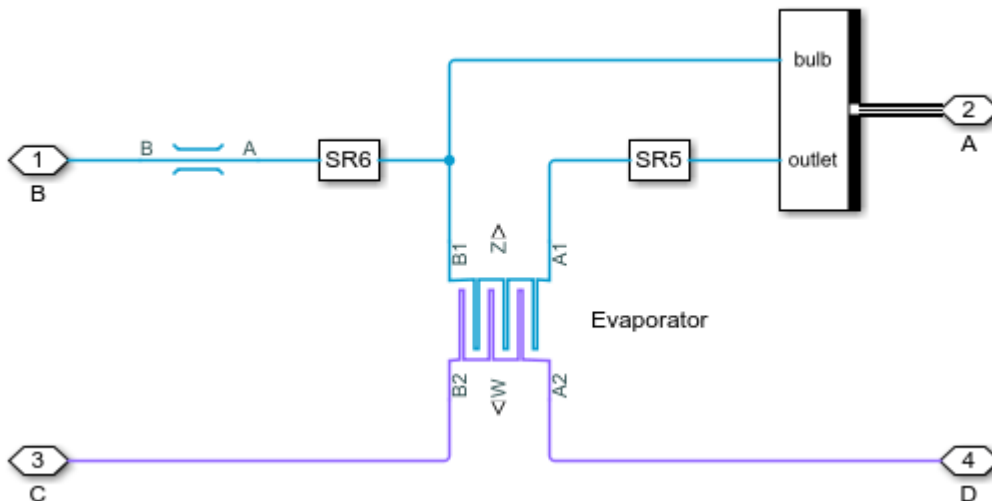 bulb
2
A
B
A
1
B
SR6
SR5
outlet
B1
Z>
A1
Evaporator
B2
<W
A2
3
C
4
D